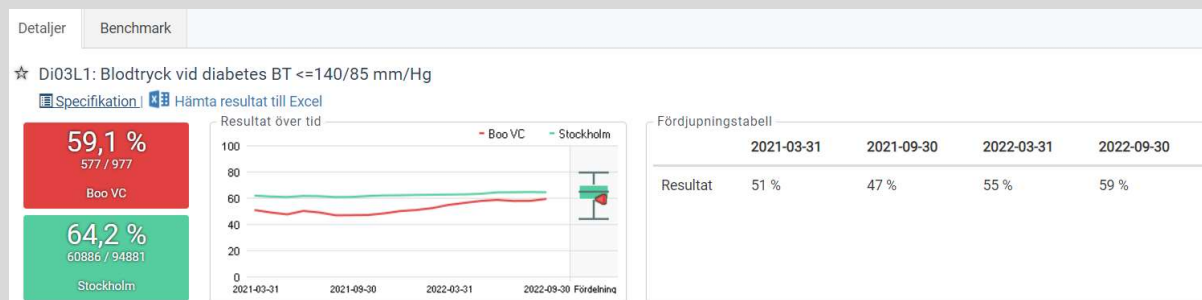 Detaljer Benchmark
☆ Di03L1: Blodtryck vid diabetes BT <=140/85 mm/Hg
Specifikation | Hämta resultat till Excel
59,1 %
577 / 977
Boo VC
64,2 %
60886 / 94881
Stockholm
Resultat över tid
- Boo VC - Stockholm
100
80
60
40
20
0
2021-03-31 2021-09-30 2022-03-31 2022-09-30 Fördelning
Fördjupningstabell
2021-03-31 2021-09-30 2022-03-31 2022-09-30
Resultat 51 % 47 % 55 % 59 %